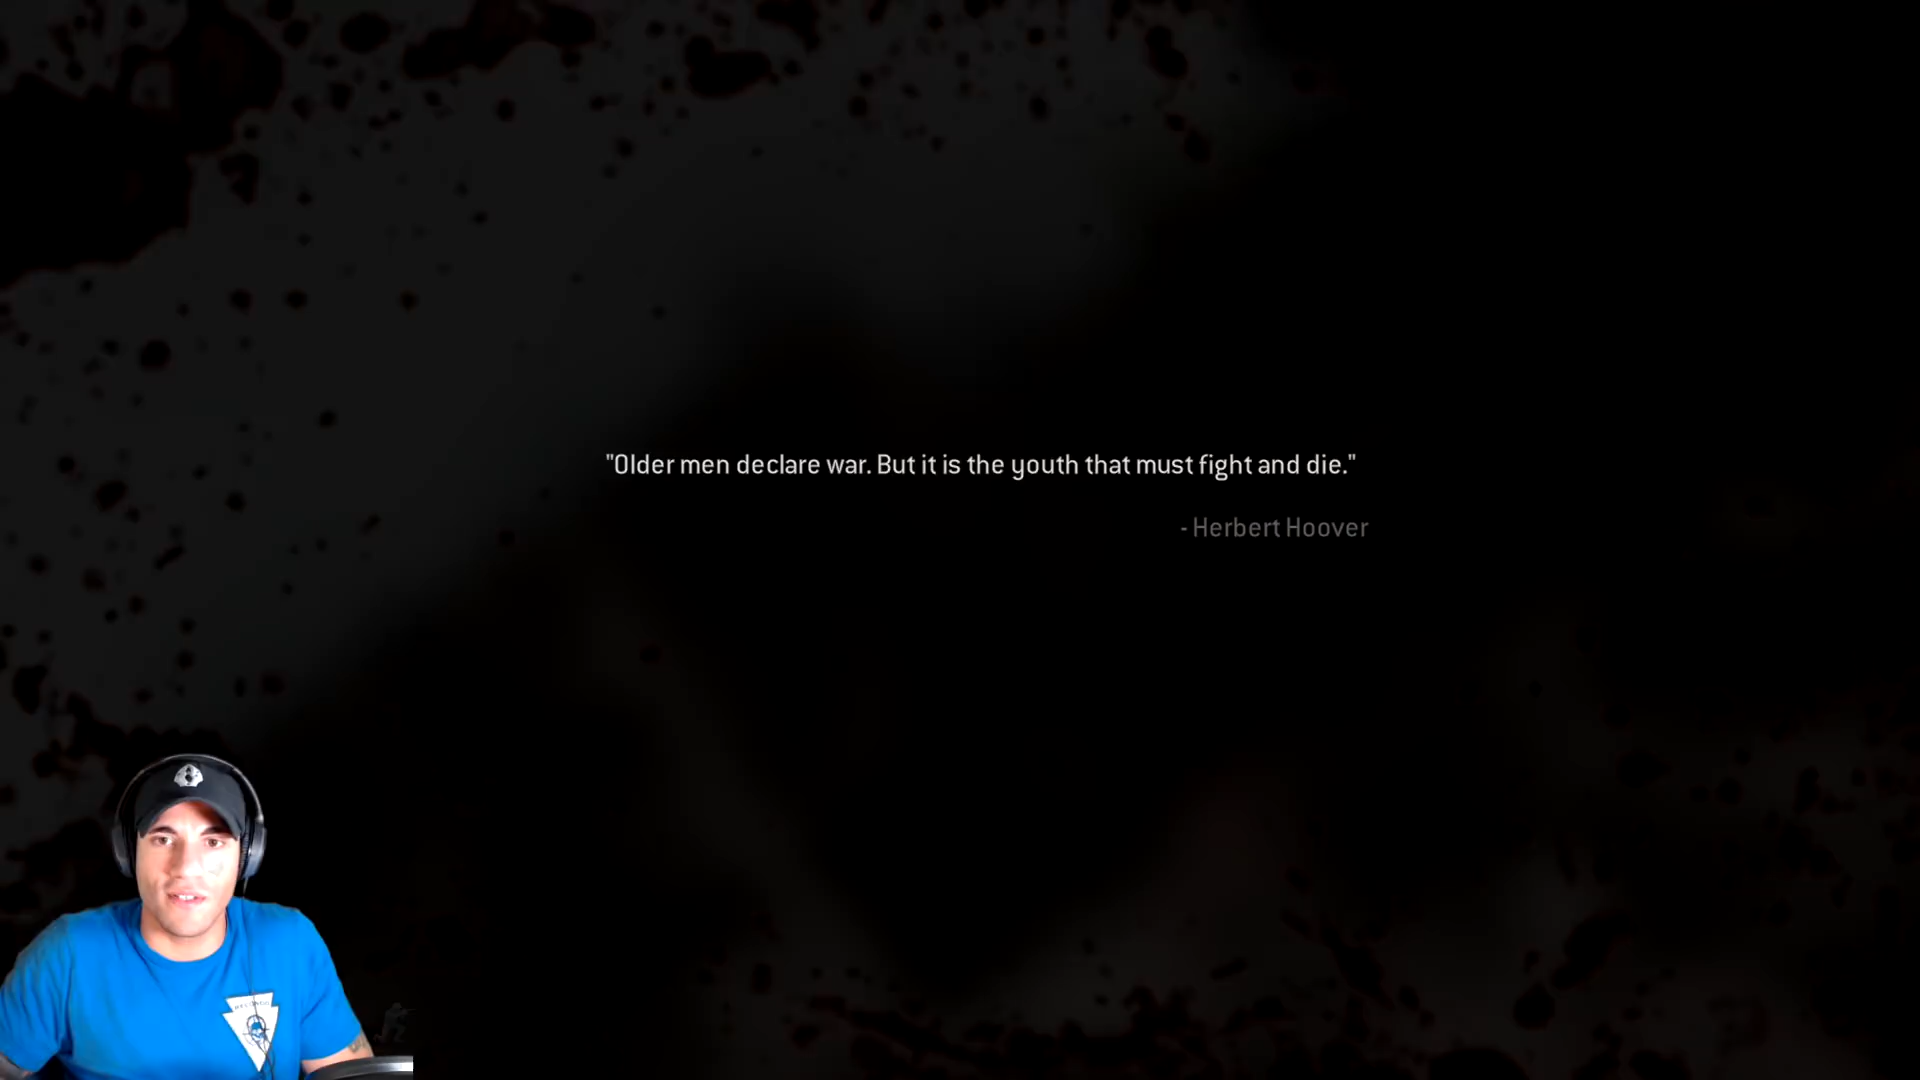 "Older men declare war. But it is the youth that must fight and die."
- Herbert Hoover